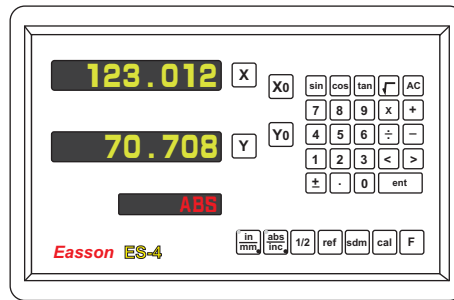 123.012 X X0
sin cos tan √ AC
7 8 9 x +
70.708 Y Y0
4 5 6 ÷ −
1 2 3 < >
± . 0 ent
ABS
Easson ES-4
in/mm abs/inc 1/2 ref sdm cal F